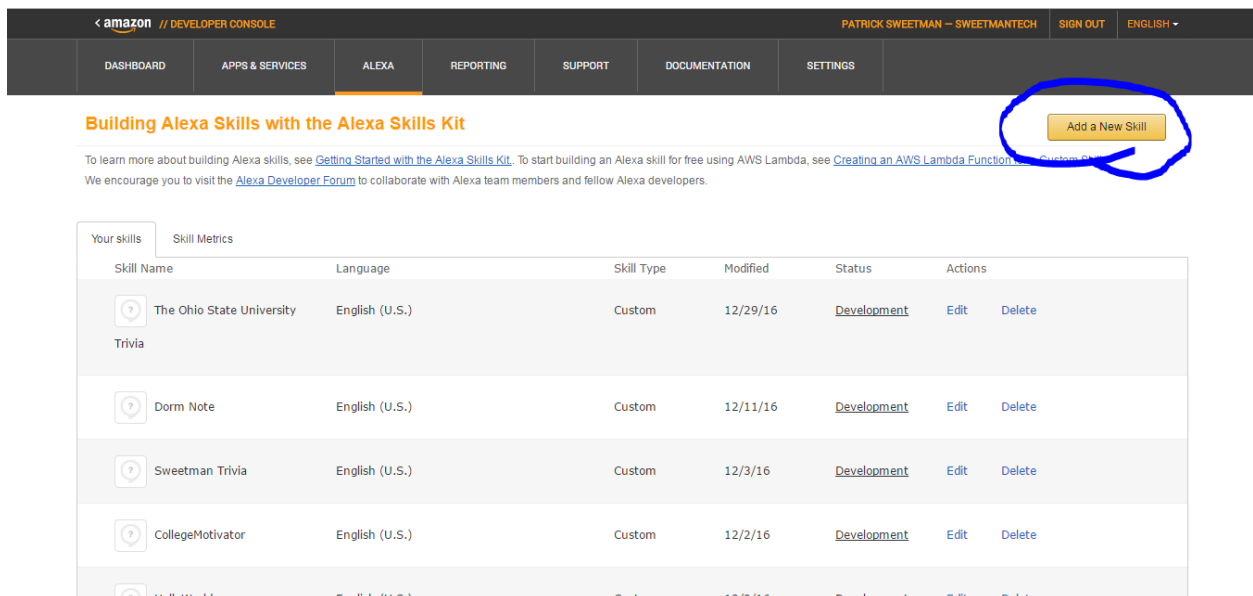 < amazon // DEVELOPER CONSOLE PATRICK SWEETMAN — SWEETMANTECH SIGN OUT ENGLISH
DASHBOARD APPS & SERVICES ALEXA REPORTING SUPPORT DOCUMENTATION SETTINGS
Building Alexa Skills with the Alexa Skills Kit Add a New Skill
To learn more about building Alexa skills, see Getting Started with the Alexa Skills Kit.. To start building an Alexa skill for free using AWS Lambda, see Creating an AWS Lambda Function Custom
We encourage you to visit the Alexa Developer Forum to collaborate with Alexa team members and fellow Alexa developers.
Your skills Skill Metrics
Skill Name Language Skill Type Modified Status Actions
The Ohio State University English (U.S.) Custom 12/29/16 Development Edit Delete
Trivia
Dorm Note English (U.S.) Custom 12/11/16 Development Edit Delete
Sweetman Trivia English (U.S.) Custom 12/3/16 Development Edit Delete
CollegeMotivator English (U.S.) Custom 12/2/16 Development Edit Delete